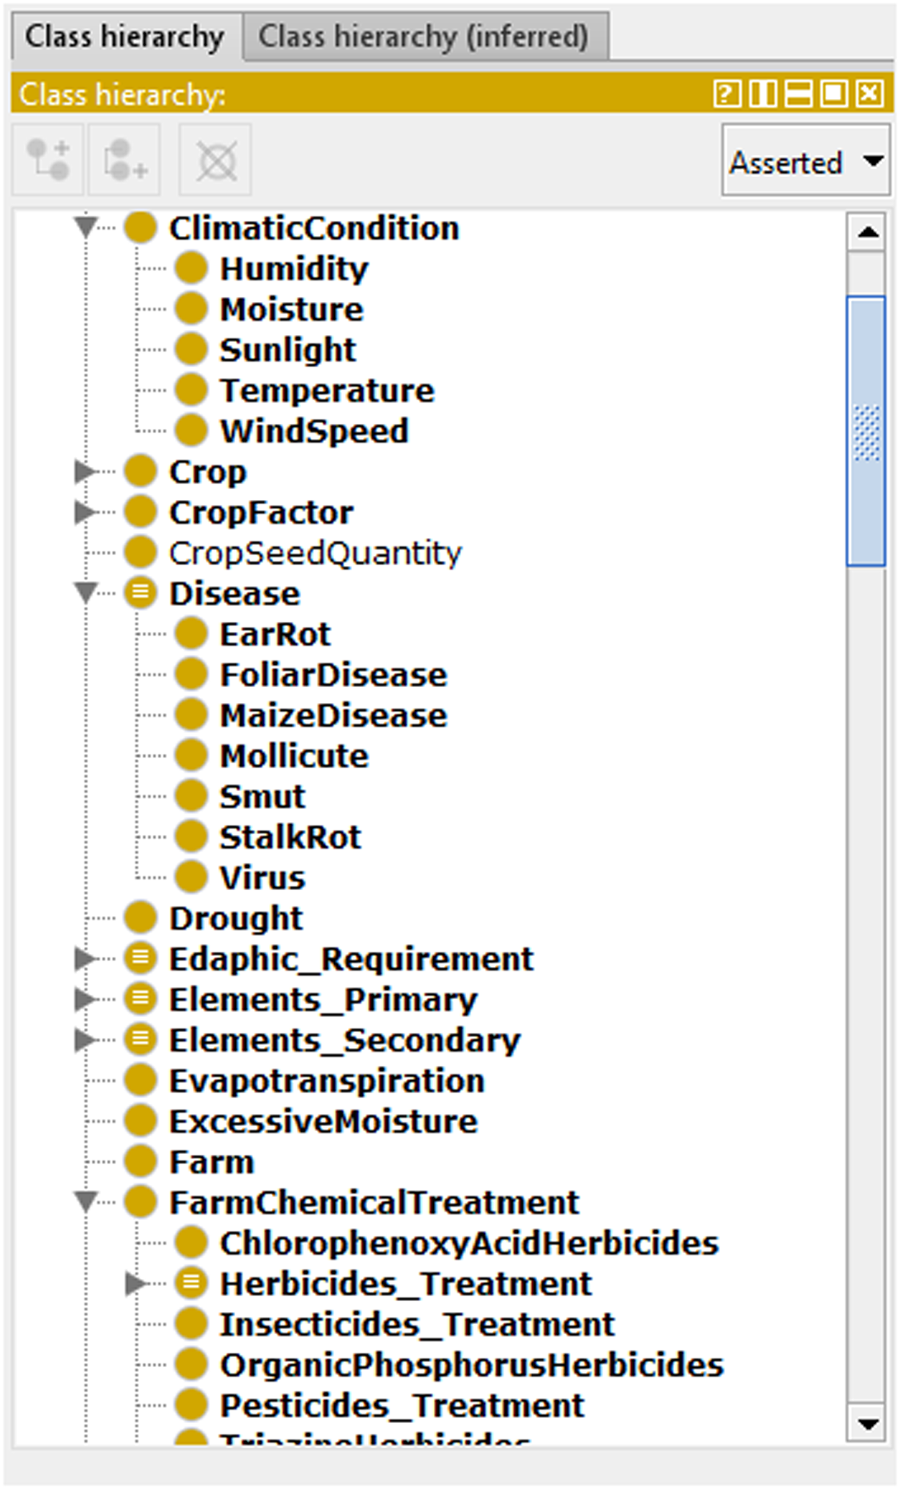 Class hierarchy Class hierarchy (inferred)
Class hierarchy:
Asserted
ClimaticCondition
Humidity
Moisture
Sunlight
Temperature
WindSpeed
Crop
CropFactor
CropSeedQuantity
Disease
EarRot
FoliarDisease
MaizeDisease
Mollicute
Smut
StalkRot
Virus
Drought
Edaphic_Requirement
Elements_Primary
Elements_Secondary
Evapotranspiration
ExcessiveMoisture
Farm
FarmChemicalTreatment
ChlorophenoxyAcidHerbicides
Herbicides_Treatment
Insecticides_Treatment
OrganicPhosphorusHerbicides
Pesticides_Treatment
TriazineHerbicides